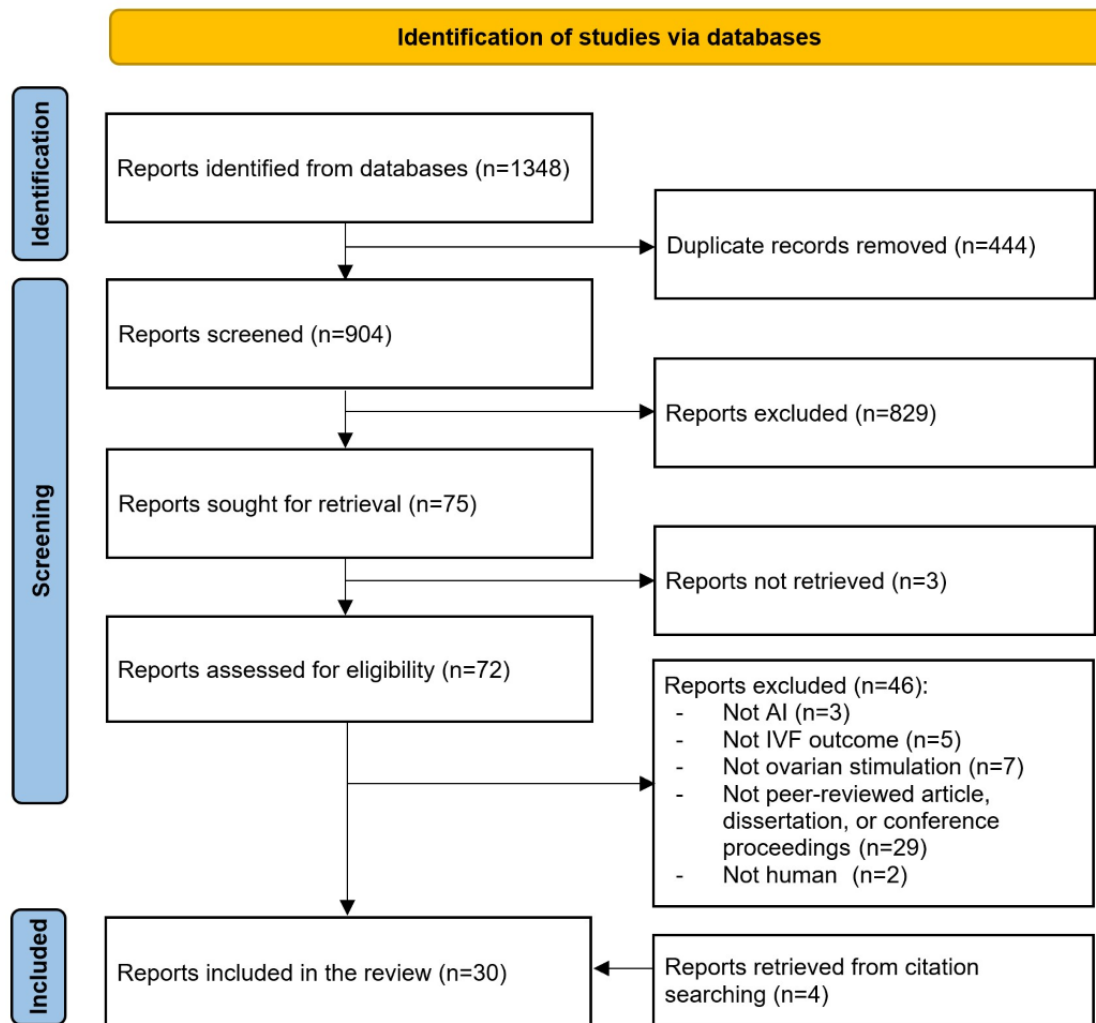 Identification of studies via databases
Identification
Reports identified from databases (n=1348)
Duplicate records removed (n=444)
Screening
Reports screened (n=904)
Reports excluded (n=829)
Reports sought for retrieval (n=75)
Reports not retrieved (n=3)
Reports assessed for eligibility (n=72)
Reports excluded (n=46):
- Not AI (n=3)
- Not IVF outcome (n=5)
- Not ovarian stimulation (n=7)
- Not peer-reviewed article,
dissertation, or conference
proceedings (n=29)
- Not human (n=2)
Included
Reports included in the review (n=30)
Reports retrieved from citation
searching (n=4)